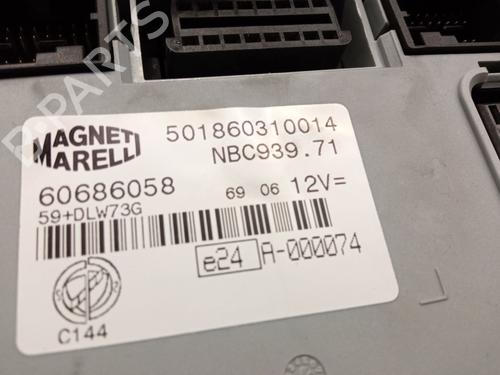 B-PARTS
MAGNETI MARELLI
501860310014
NBC939.71
60686058
69 06 12V=
59+DLW73G
e24 A-000074
C144